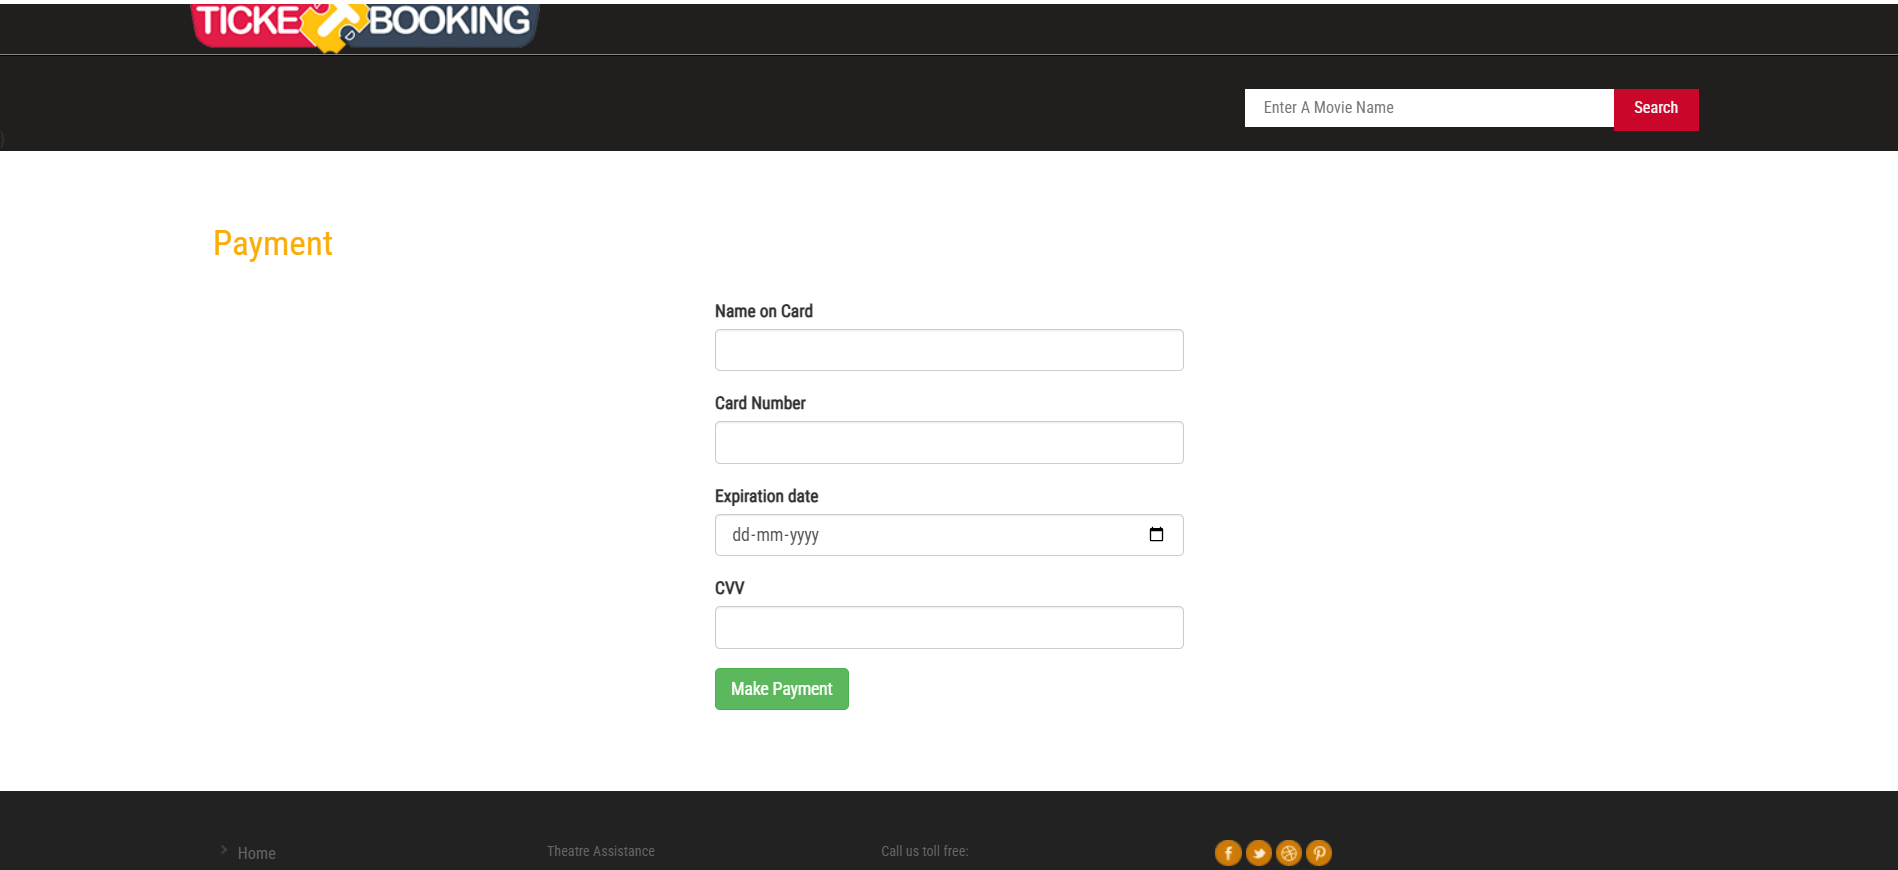 TICKE BOOKING
Enter A Movie Name
Search
)
Payment
Name on Card
Card Number
Expiration date
dd-mm-yyyy
CVV
Make Payment
Home
Theatre Assistance
Call us toll free: